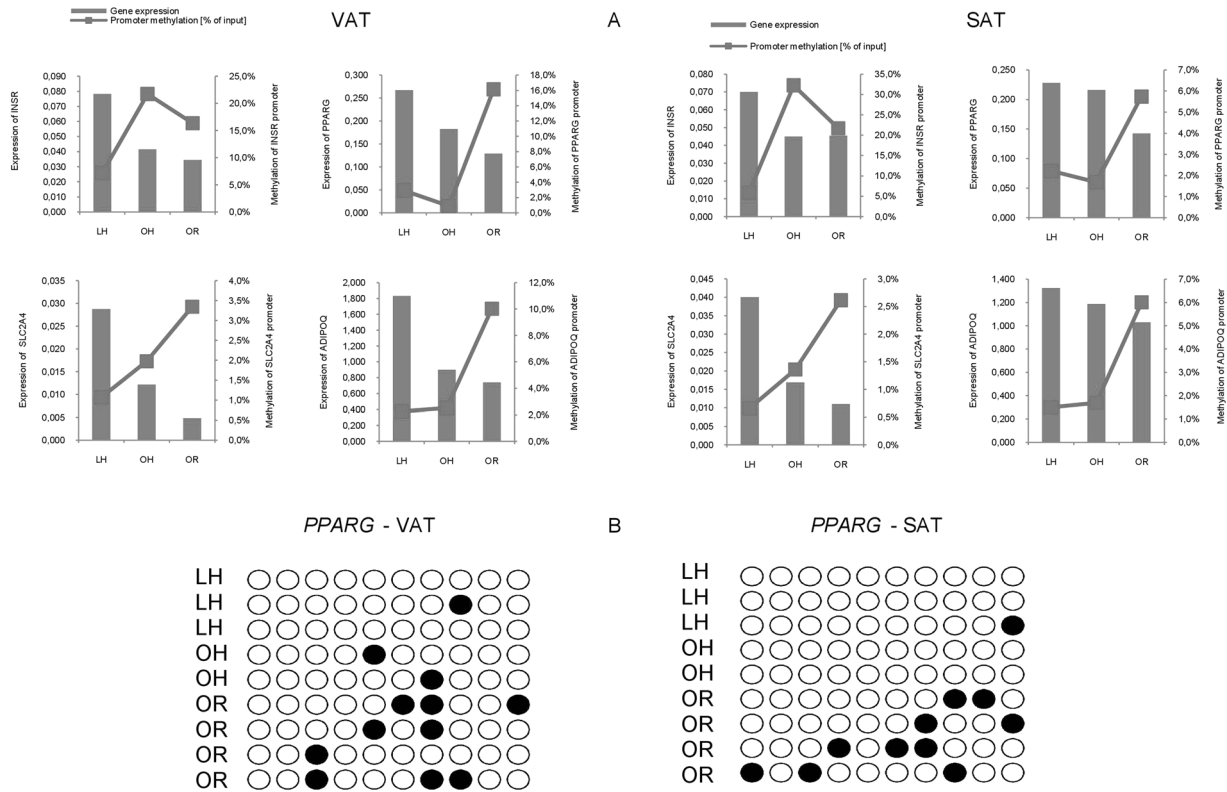 Gene expression
Promoter methylation [% of input]
VAT
A
Gene expression
Promoter methylation [% of input]
SAT
Expression of INSR
0,090
0,080
0,070
0,060
0,050
0,040
0,030
0,020
0,010
0,000
25,0%
20,0%
15,0%
10,0%
5,0%
0,0%
Methylation of INSR promoter
LH OH OR
Expression of PPARG
0,300
0,250
0,200
0,150
0,100
0,050
0,000
18,0%
16,0%
14,0%
12,0%
10,0%
8,0%
6,0%
4,0%
2,0%
0,0%
Methylation of PPARG promoter
LH OH OR
Expression of INSR
0,080
0,070
0,060
0,050
0,040
0,030
0,020
0,010
0,000
35,0%
30,0%
25,0%
20,0%
15,0%
10,0%
5,0%
0,0%
Methylation of INSR promoter
LH OH OR
Expression of PPARG
0,250
0,200
0,150
0,100
0,050
0,000
7,0%
6,0%
5,0%
4,0%
3,0%
2,0%
1,0%
0,0%
Methylation of PPARG promoter
LH OH OR
Expression of SLC2A4
0,035
0,030
0,025
0,020
0,015
0,010
0,005
0,000
4,0%
3,5%
3,0%
2,5%
2,0%
1,5%
1,0%
0,5%
0,0%
Methylation of SLC2A4 promoter
LH OH OR
Expression of ADIPOQ
2,000
1,800
1,600
1,400
1,200
1,000
0,800
0,600
0,400
0,200
0,000
12,0%
10,0%
8,0%
6,0%
4,0%
2,0%
0,0%
Methylation of ADIPOQ promoter
LH OH OR
Expression of SLC2A4
0,045
0,040
0,035
0,030
0,025
0,020
0,015
0,010
0,005
0,000
3,0%
2,5%
2,0%
1,5%
1,0%
0,5%
0,0%
Methylation of SLC2A4 promoter
LH OH OR
Expression of ADIPOQ
1,400
1,200
1,000
0,800
0,600
0,400
0,200
0,000
7,0%
6,0%
5,0%
4,0%
3,0%
2,0%
1,0%
0,0%
Methylation of ADIPOQ promoter
LH OH OR
PPARG - VAT
B
PPARG - SAT
LH
LH
LH
OH
OH
OR
OR
OR
OR
LH
LH
LH
OH
OH
OR
OR
OR
OR